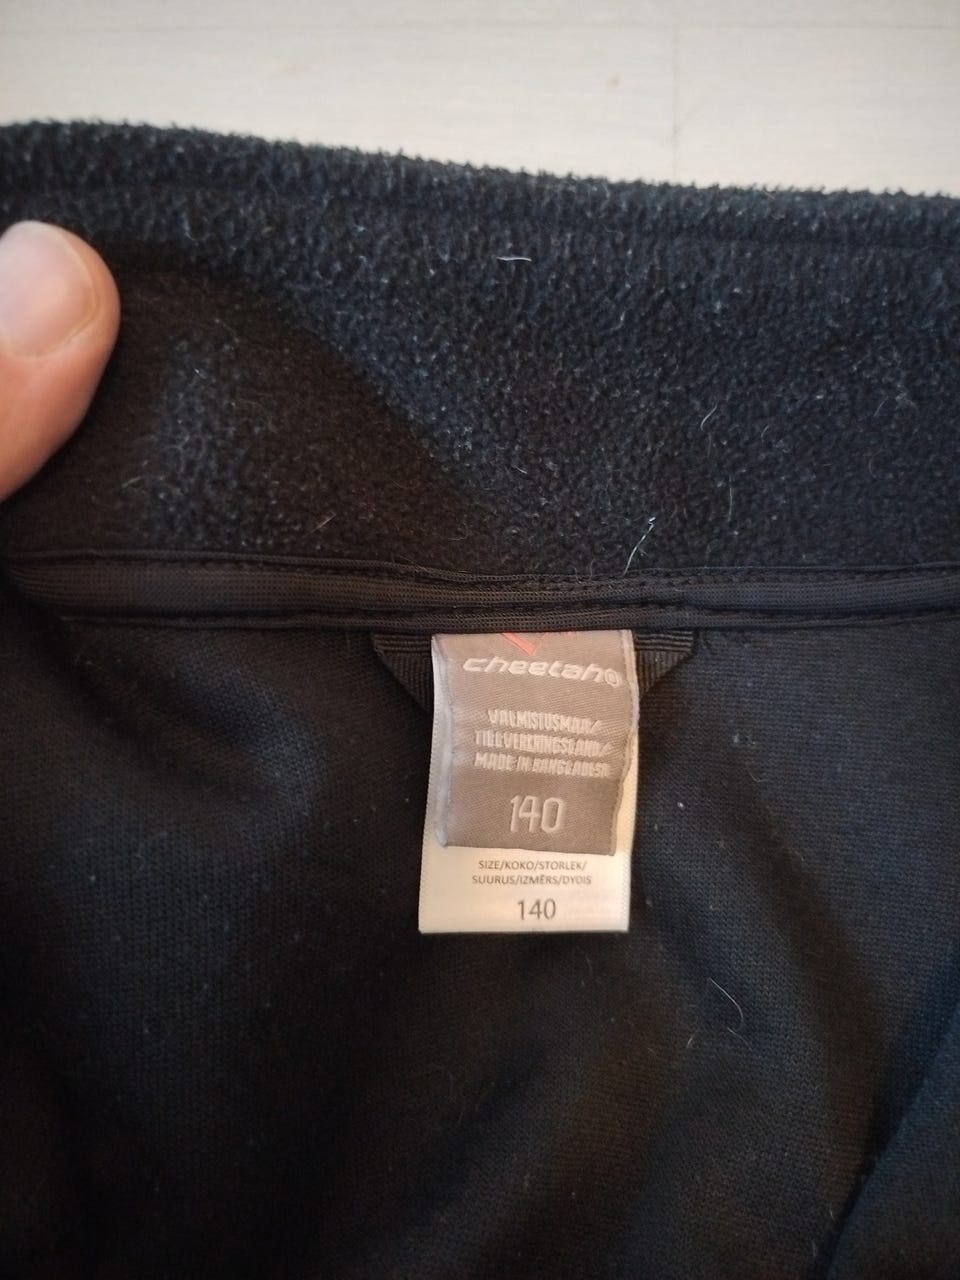 cheetah
VALMISTUSMAA/
TILLVERKNINGSLAND/
MADE IN BANGLADESH
140
SIZE/KOKO/STORLEK/
SUURUS/IZMĒRS/DYDIS
140